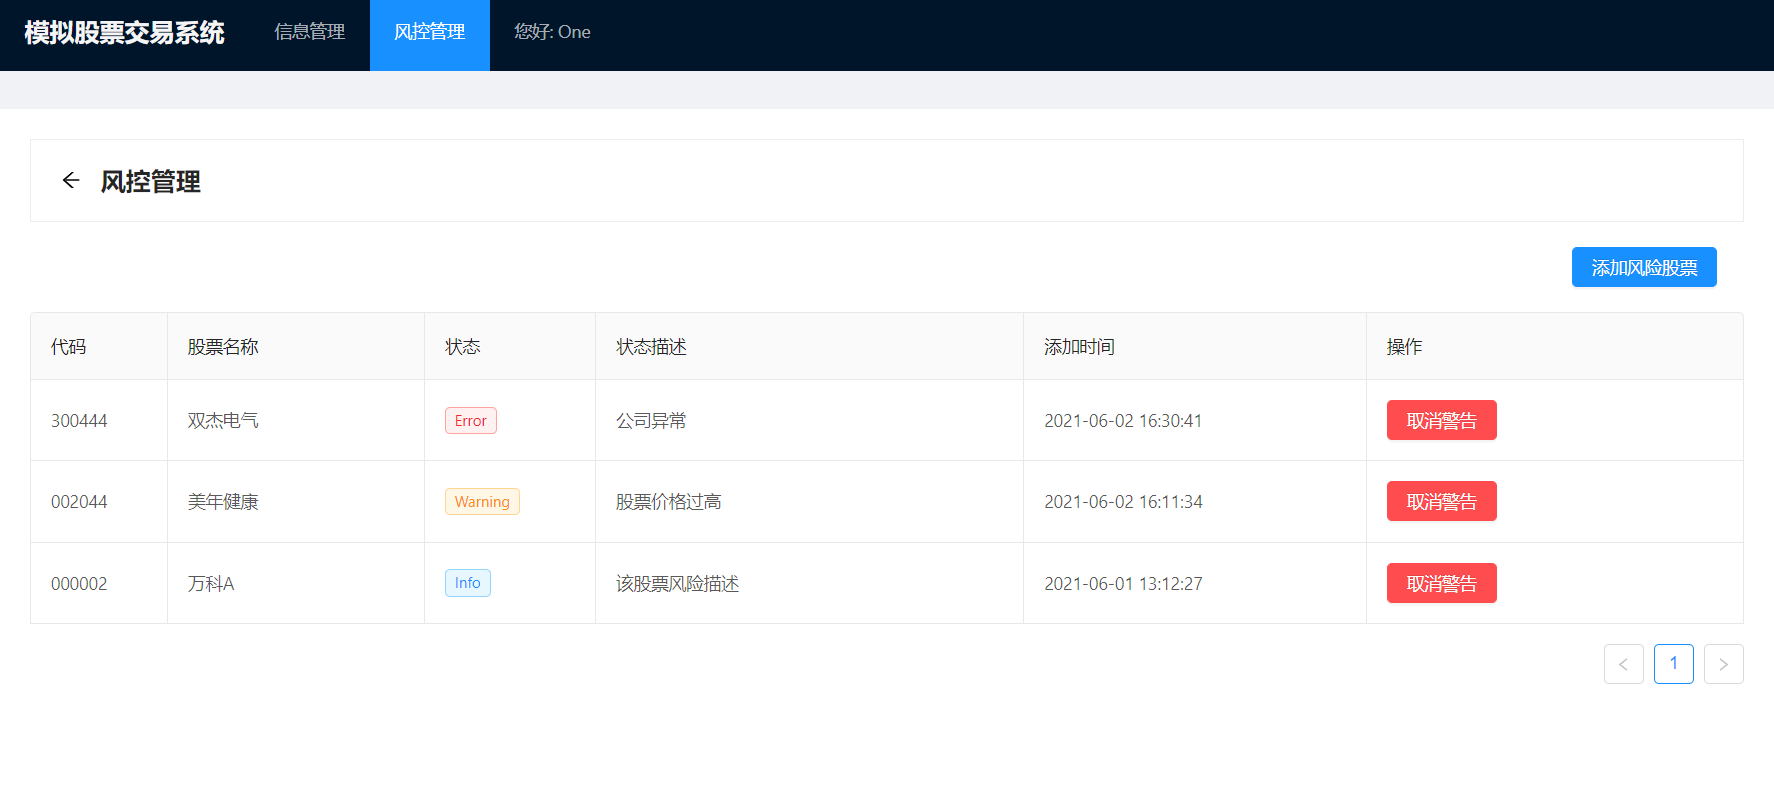 模拟股票交易系统 信息管理 风控管理 您好: One
风控管理
添加风险股票
代码 股票名称 状态 状态描述 添加时间 操作
300444 双杰电气 Error 公司异常 2021-06-02 16:30:41 取消警告
002044 美年健康 Warning 股票价格过高 2021-06-02 16:11:34 取消警告
000002 万科A Info 该股票风险描述 2021-06-01 13:12:27 取消警告
1